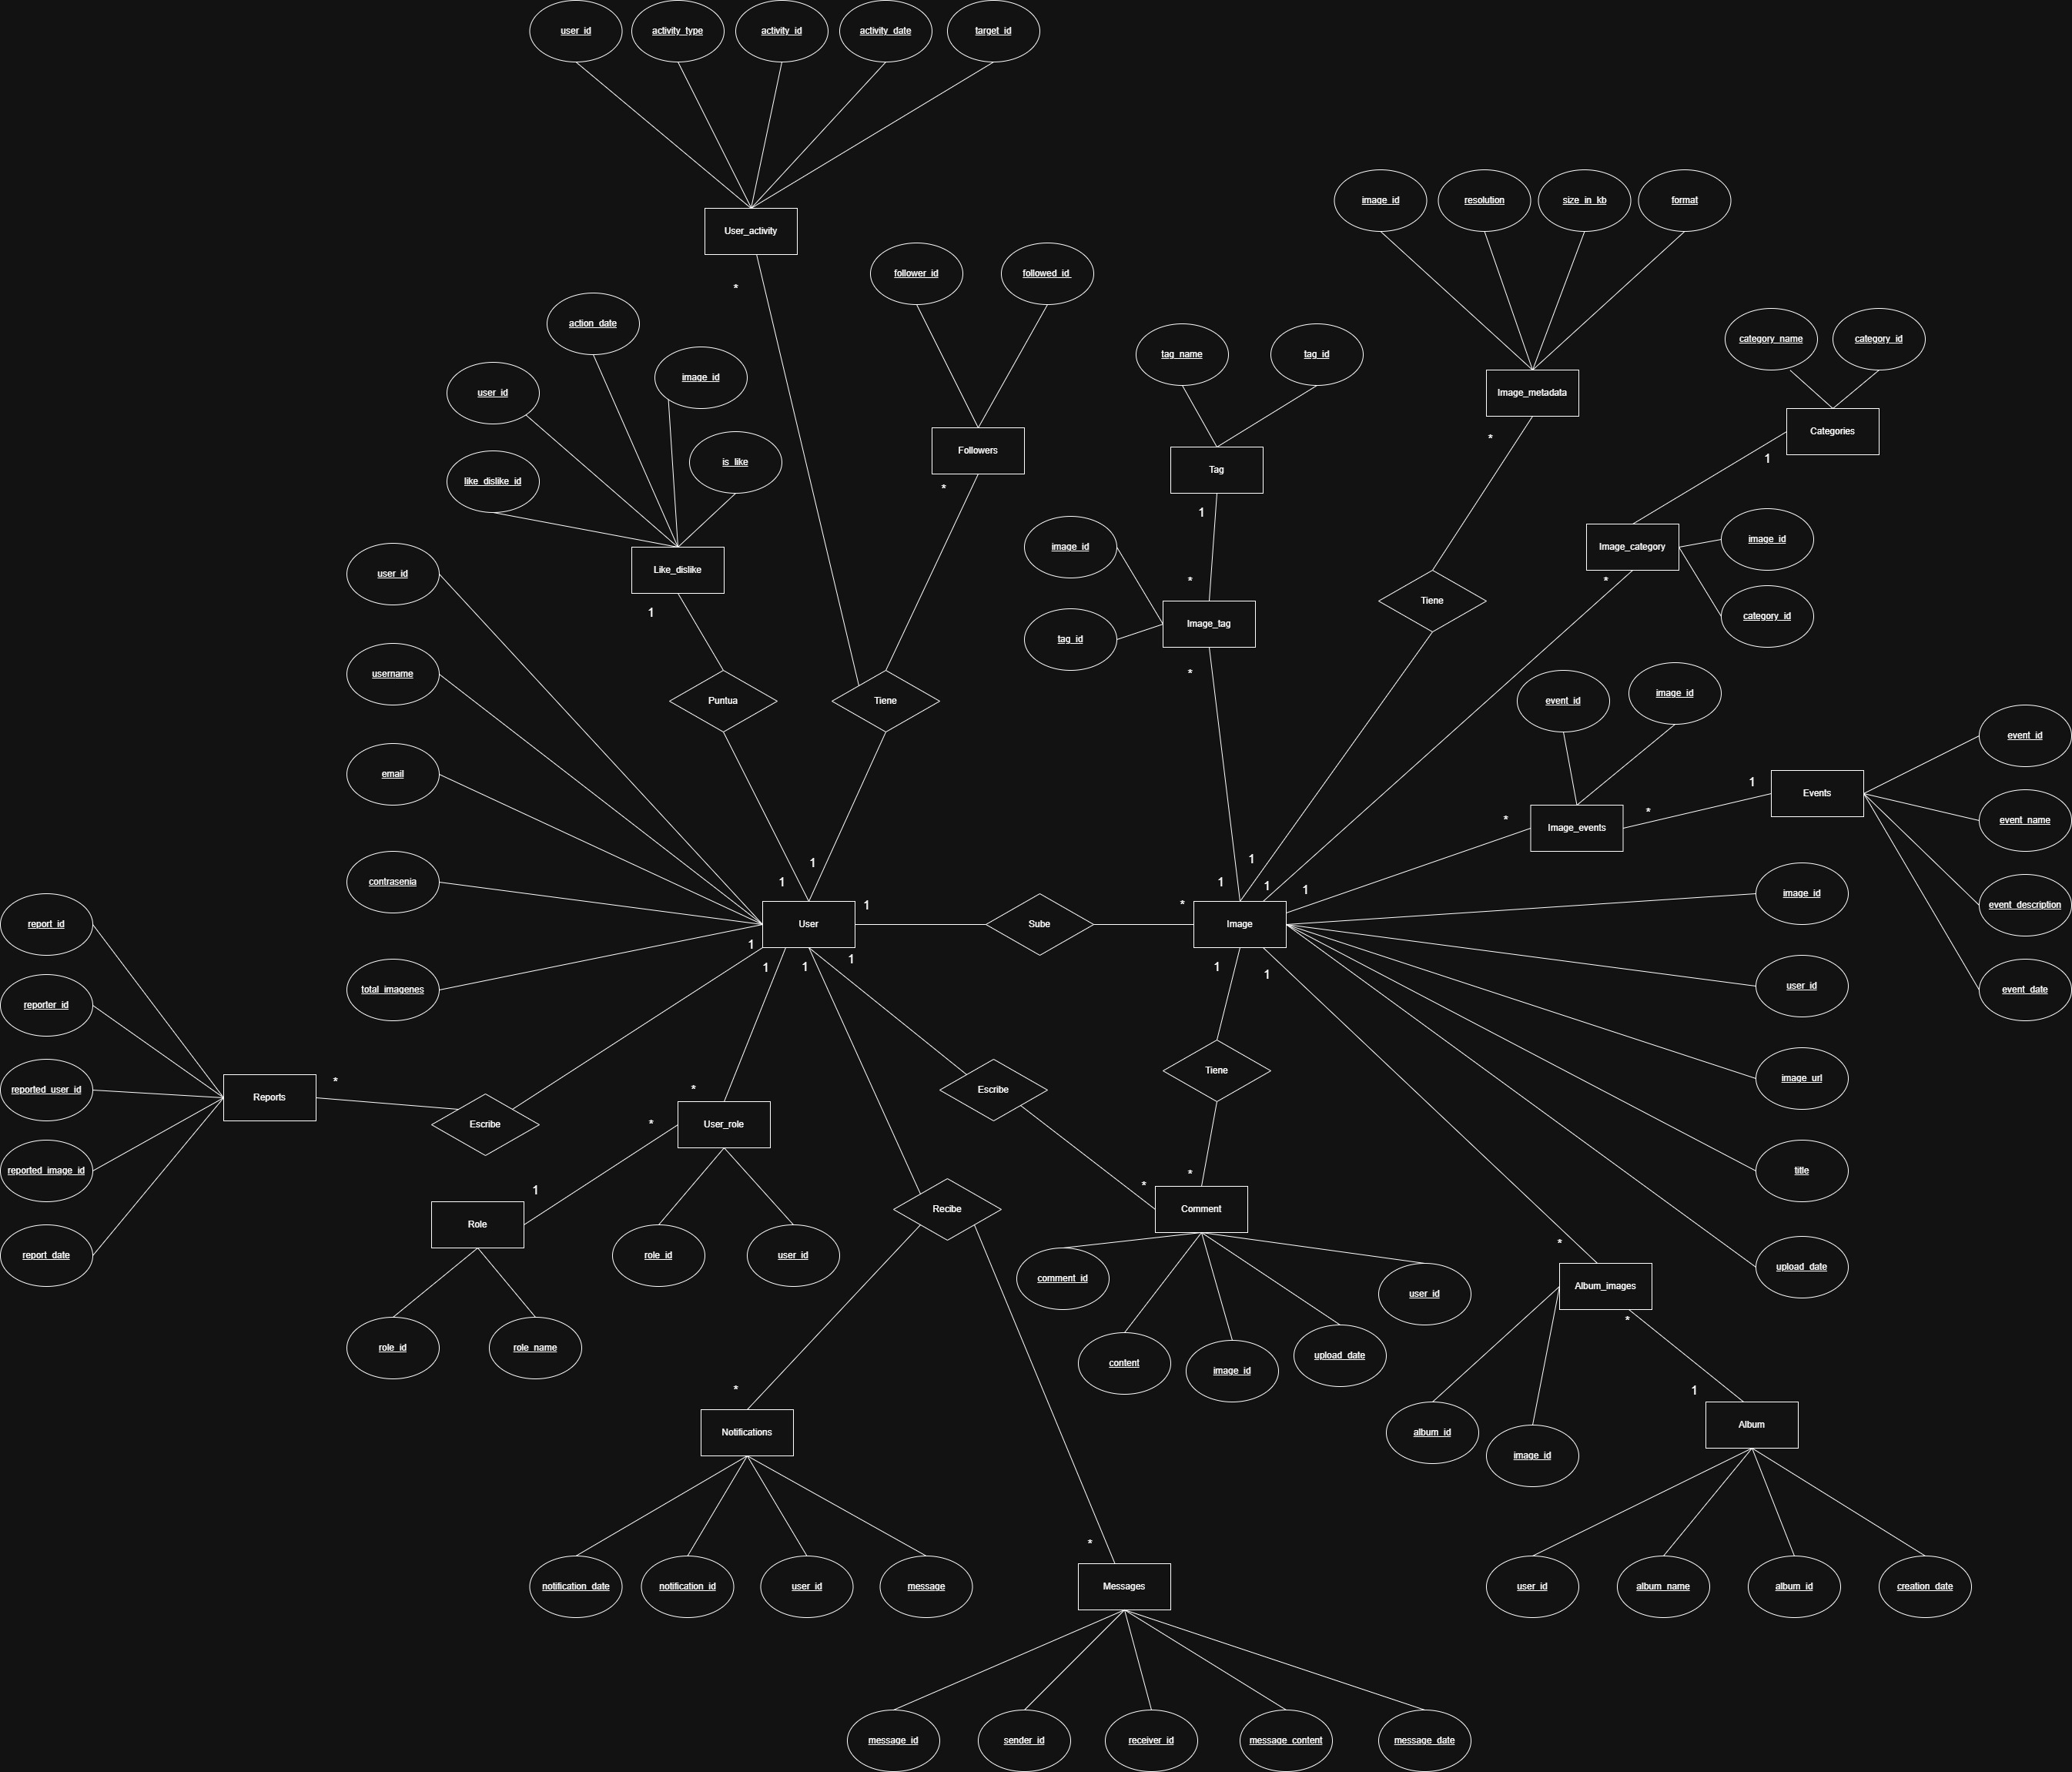 user_id
activity_type
activity_id
activity_date
target_id
User_activity
image_id
resolution
size_in_kb
format
*
follower_id
followed_id
action_date
tag_name
tag_id
category_name
category_id
user_id
image_id
Image_metadata
*
Categories
1
Followers
*
Tag
1
like_dislike_id
is_like
image_id
Image_category
*
image_id
category_id
user_id
Like_dislike
1
*
Image_tag
*
tag_id
Tiene
username
Puntua
Tiene
event_id
image_id
event_id
email
1
Events
*
*
Image_events
event_name
contrasenia
1
1
1
1
1
1
image_id
event_description
report_id
User
1
Sube
*
Image
1
1
1
1
1
1
total_imagenes
user_id
event_date
reporter_id
reported_user_id
Reports
*
Escribe
*
User_role
*
Escribe
Tiene
image_url
reported_image_id
Role
1
Recibe
*
*
Comment
title
report_date
role_id
user_id
comment_id
user_id
*
Album_images
*
upload_date
role_id
role_name
content
image_id
upload_date
*
Notifications
album_id
image_id
1
Album
*
notification_date
notification_id
user_id
message
Messages
user_id
album_name
album_id
creation_date
message_id
sender_id
receiver_id
message_content
message_date